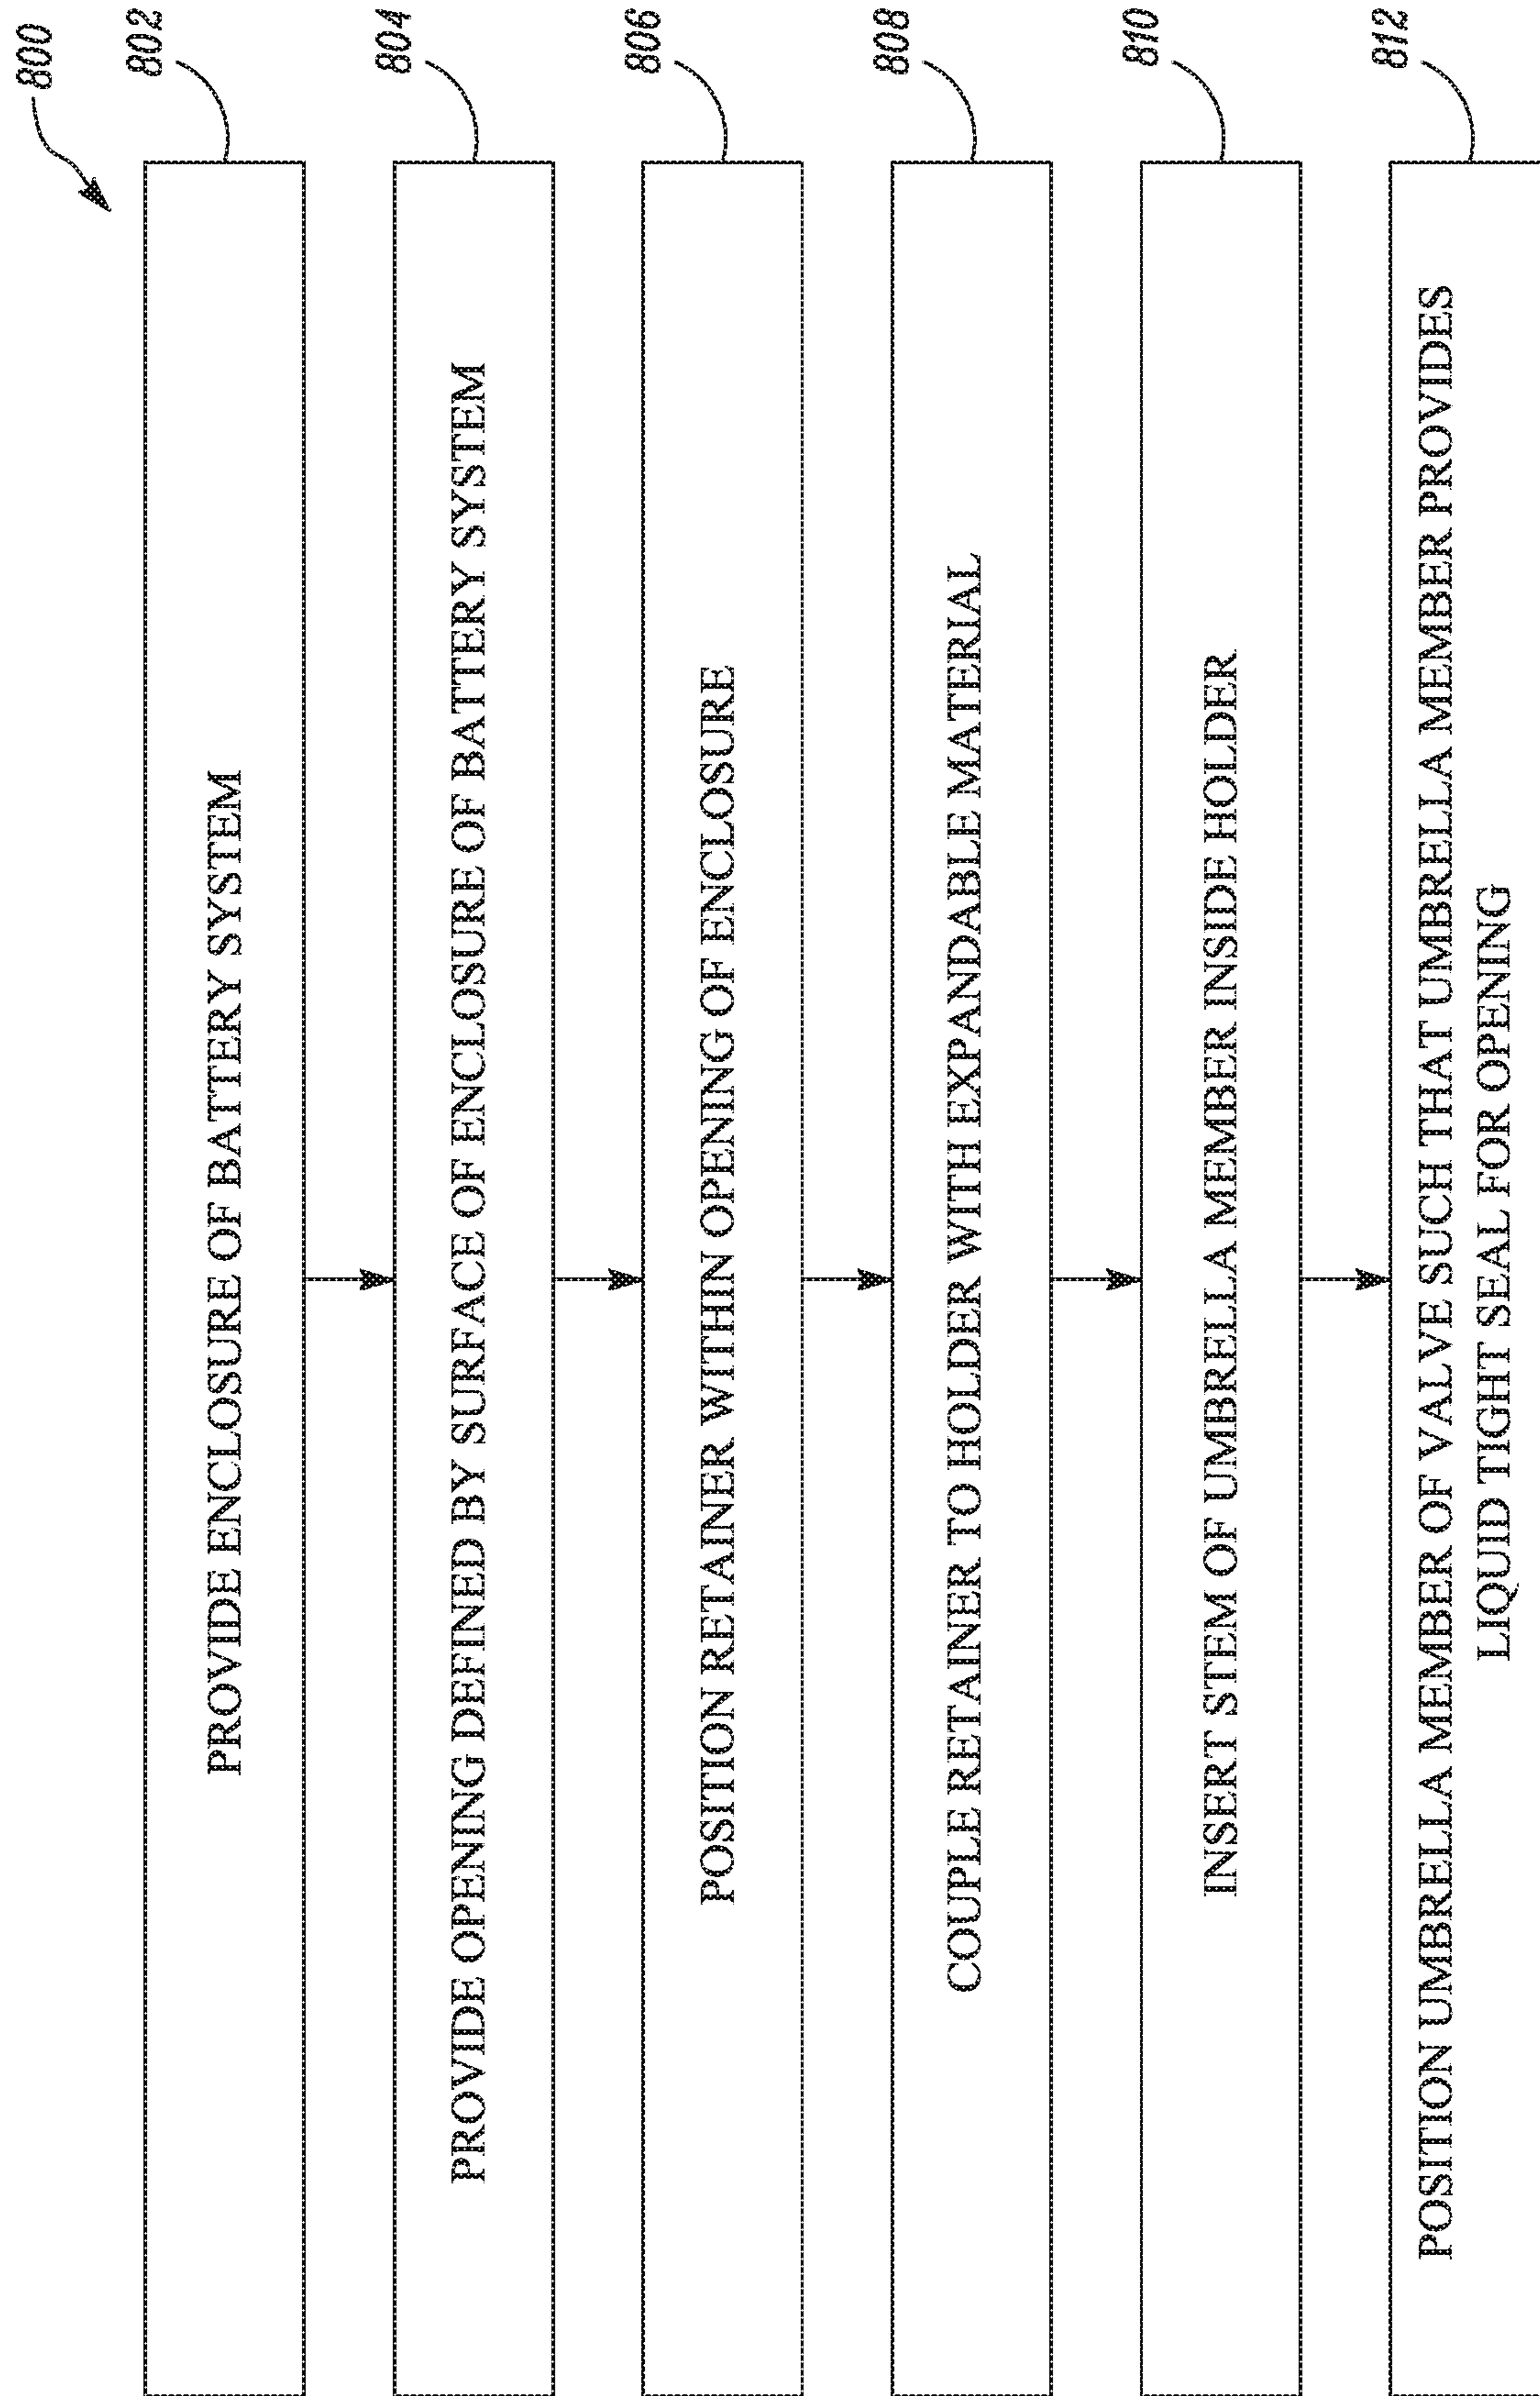 800
802
PROVIDE ENCLOSURE OF BATTERY SYSTEM
804
PROVIDE OPENING DEFINED BY SURFACE OF ENCLOSURE OF BATTERY SYSTEM
806
POSITION RETAINER WITHIN OPENING OF ENCLOSURE
808
COUPLE RETAINER TO HOLDER WITH EXPANDABLE MATERIAL
810
INSERT STEM OF UMBRELLA MEMBER INSIDE HOLDER
812
POSITION UMBRELLA MEMBER OF VALVE SUCH THAT UMBRELLA MEMBER PROVIDES
LIQUID TIGHT SEAL FOR OPENING